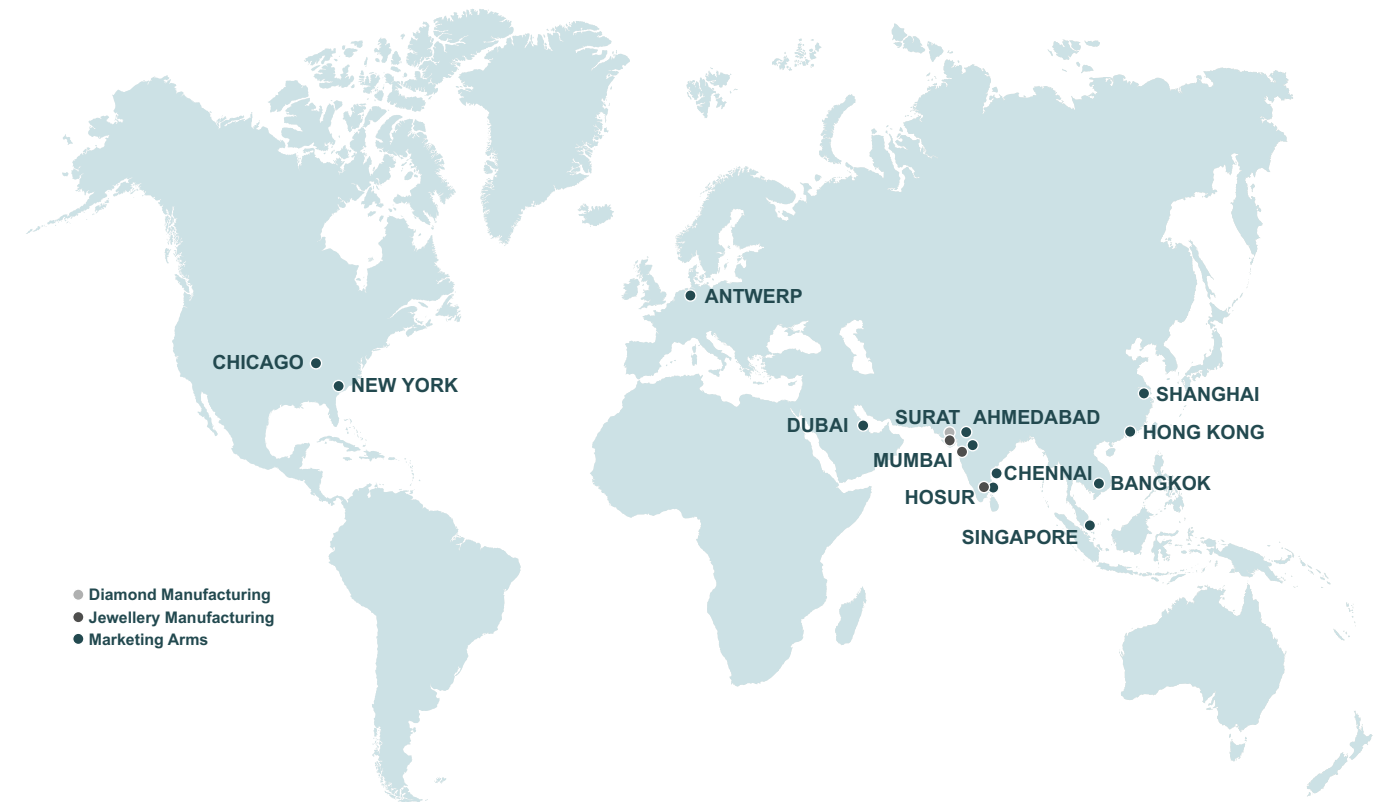 ANTWERP
CHICAGO
NEW YORK
SHANGHAI
SURAT
AHMEDABAD
DUBAI
HONG KONG
MUMBAI
CHENNAI
BANGKOK
HOSUR
SINGAPORE
Diamond Manufacturing
Jewellery Manufacturing
Marketing Arms